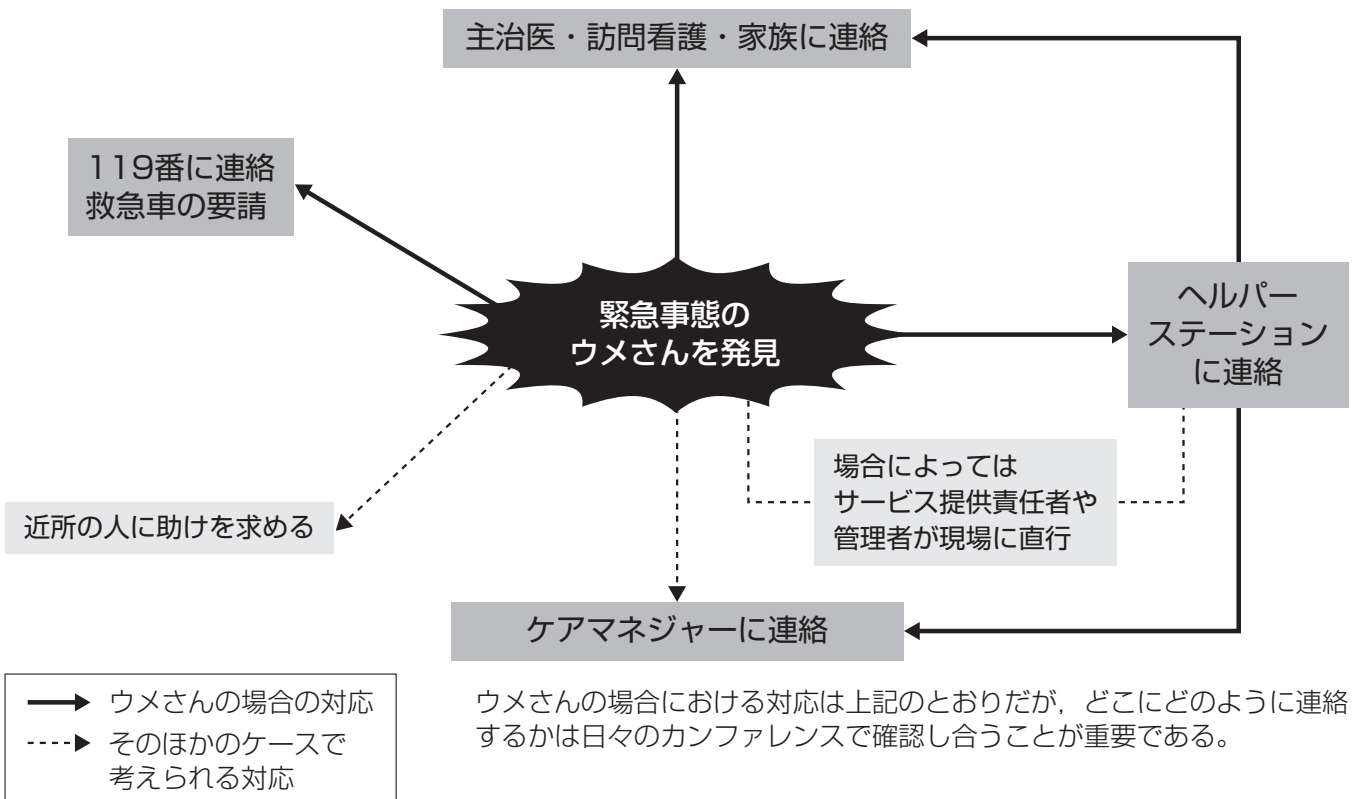 主治医・訪問看護・家族に連絡
119番に連絡
救急車の要請
緊急事態の
ウメさんを発見
ヘルパー
ステーション
に連絡
場合によっては
サービス提供責任者や
管理者が現場に直行
近所の人に助けを求める
ケアマネジャーに連絡
ウメさんの場合の対応
そのほかのケースで
考えられる対応
ウメさんの場合における対応は上記のとおりだが，どこにどのように連絡
するかは日々のカンファレンスで確認し合うことが重要である。